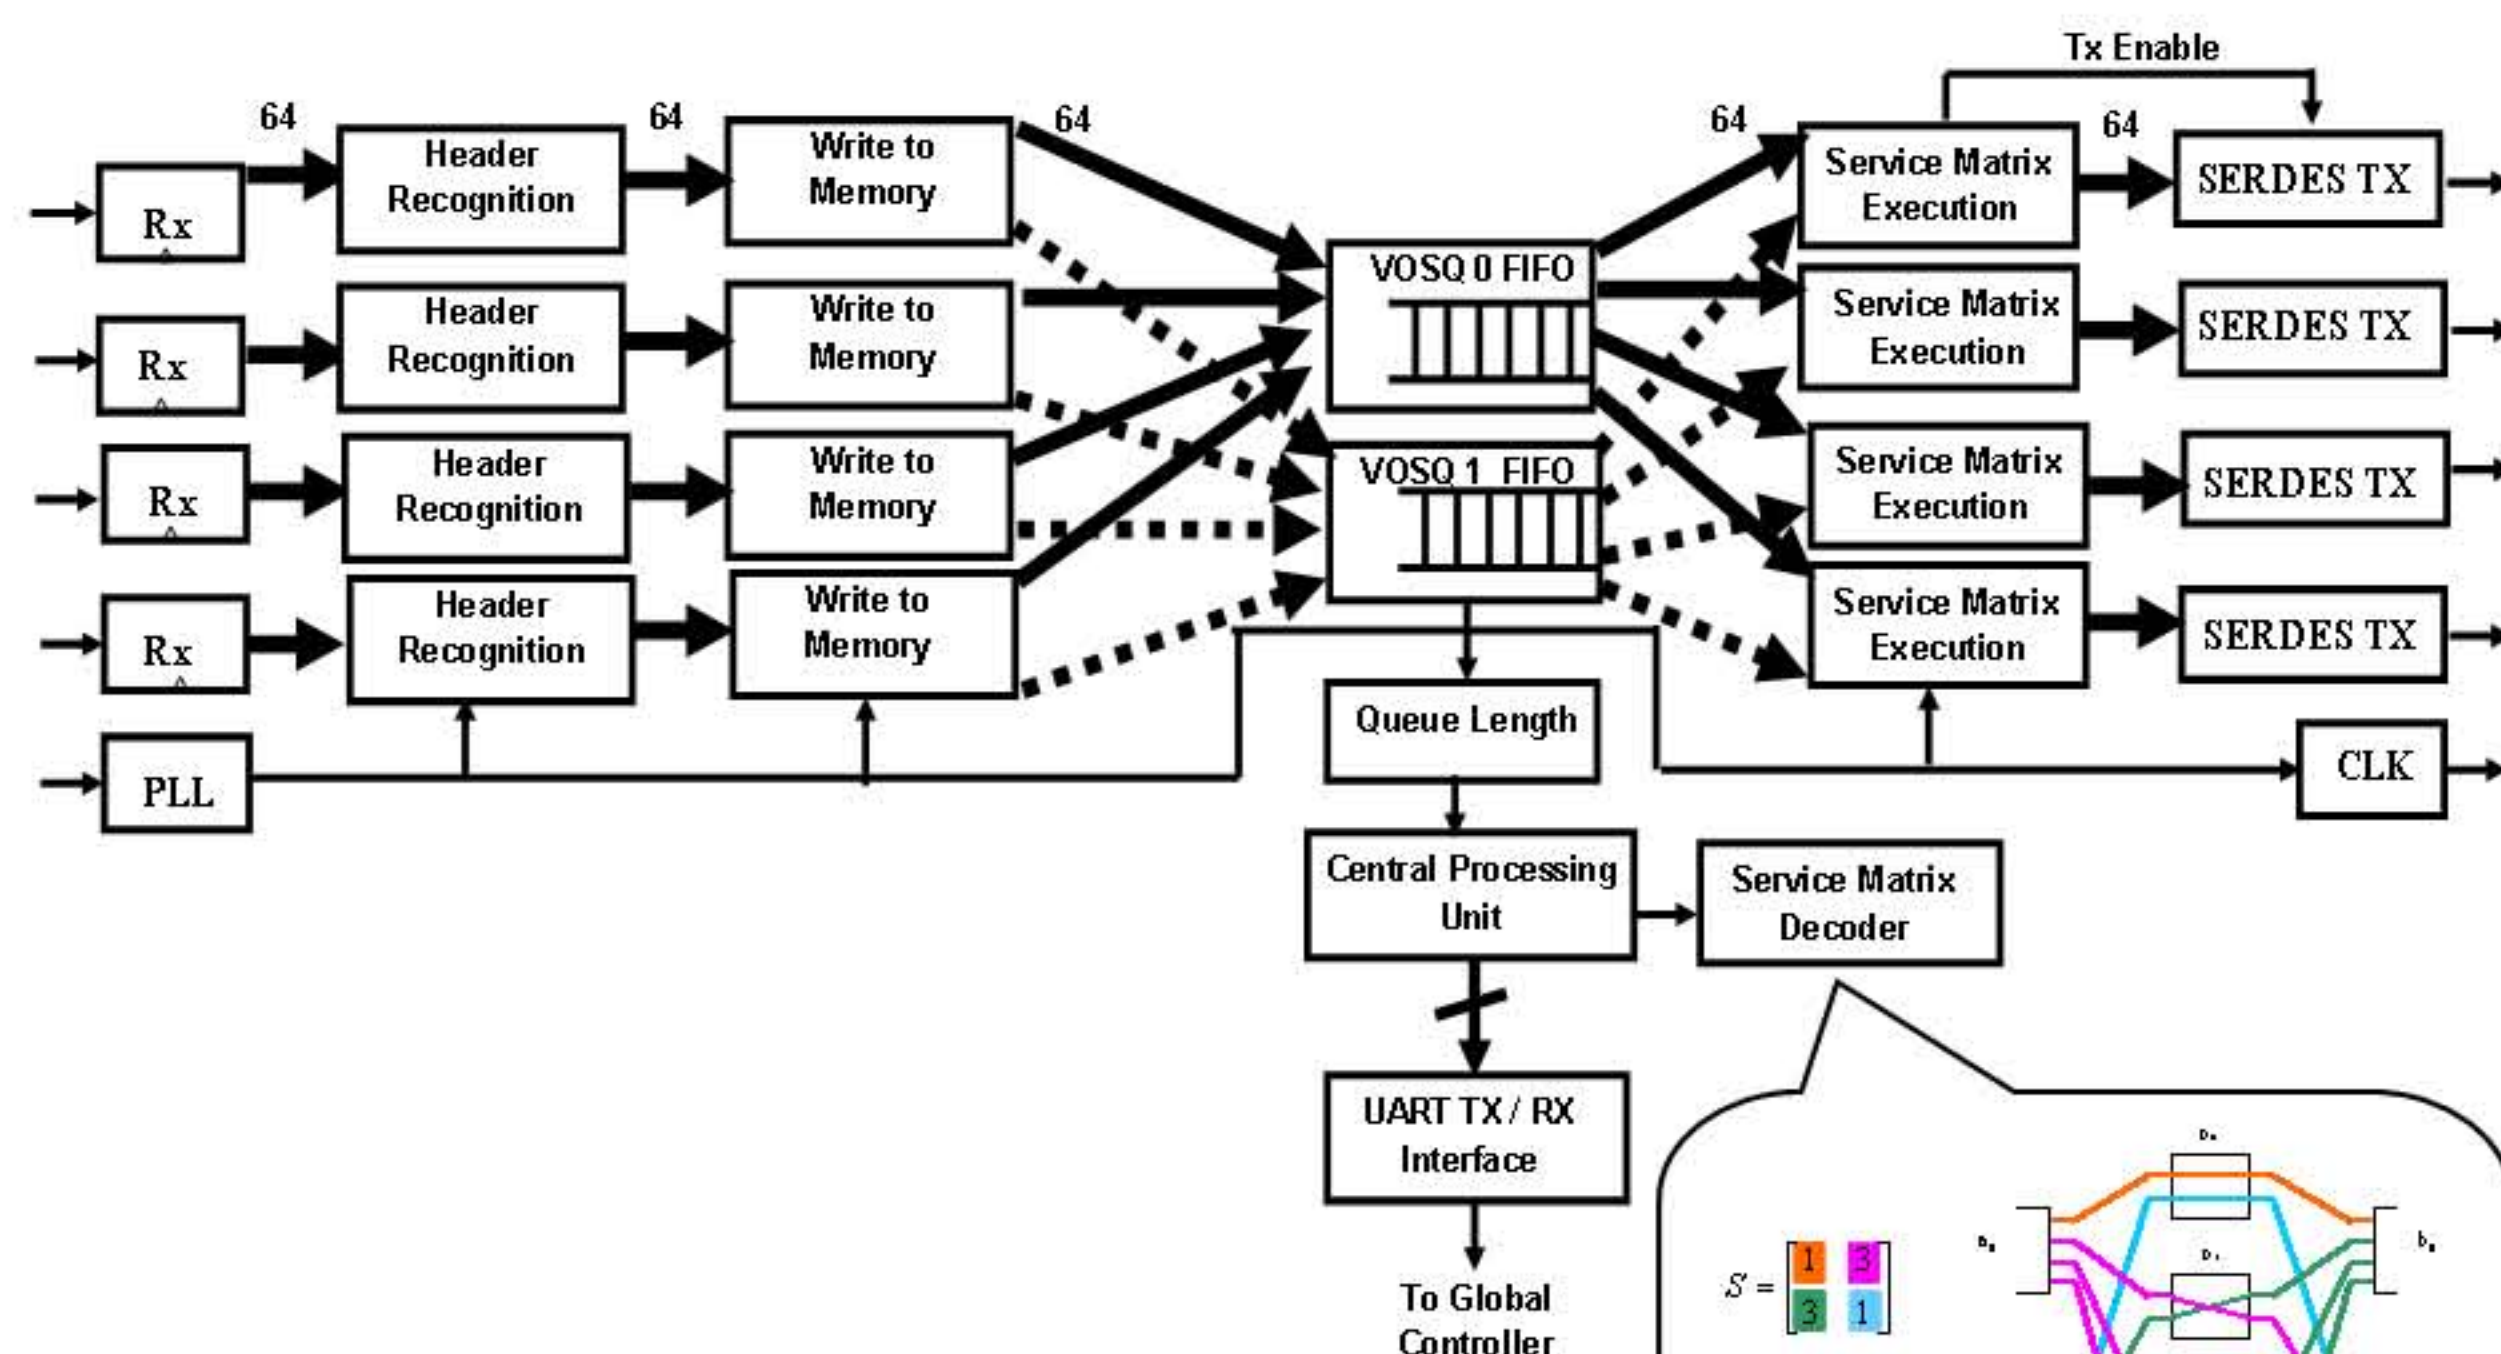 Tx Enable
64
64
64
64
64
Rx
Header
Recognition
Write to
Memory
Service Matrix
Execution
SERDES TX
Rx
Header
Recognition
Write to
Memory
VOSQ 0 FIFO
Service Matrix
Execution
SERDES TX
Rx
Header
Recognition
Write to
Memory
VOSQ 1 FIFO
Service Matrix
Execution
SERDES TX
Rx
Header
Recognition
Write to
Memory
Service Matrix
Execution
SERDES TX
PLL
Queue Length
CLK
Central Processing
Unit
Service Matrix
Decoder
UART TX / RX
Interface
To Global
Controller
S =
1 3
3 1